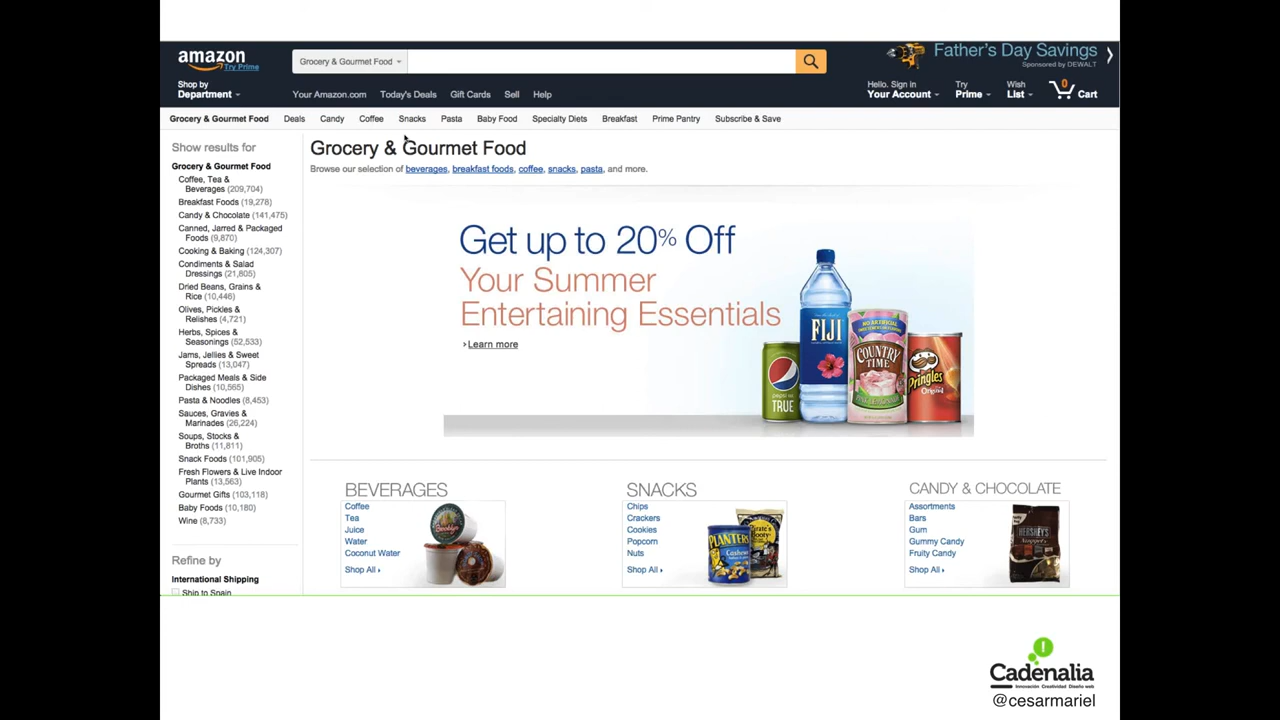 amazon
Try Prime
Grocery & Gourmet Food
Father's Day Savings
Sponsored by DEWALT
Shop by
Department
Your Amazon.com
Today's Deals
Gift Cards
Sell
Help
Hello. Sign in
Your Account
Try
Prime
Wish
List
0
Cart
Grocery & Gourmet Food
Deals
Candy
Coffee
Snacks
Pasta
Baby Food
Specialty Diets
Breakfast
Prime Pantry
Subscribe & Save
Show results for
Grocery & Gourmet Food
Coffee, Tea &
Beverages (209,704)
Breakfast Foods (19,278)
Candy & Chocolate (141,475)
Canned, Jarred & Packaged
Foods (9,870)
Cooking & Baking (124,307)
Condiments & Salad
Dressings (21,805)
Dried Beans, Grains &
Rice (10,446)
Olives, Pickles &
Relishes (4,721)
Herbs, Spices &
Seasonings (52,533)
Jams, Jellies & Sweet
Spreads (13,047)
Packaged Meals & Side
Dishes (10,565)
Pasta & Noodles (8,453)
Sauces, Gravies &
Marinades (26,224)
Soups, Stocks &
Broths (11,811)
Snack Foods (101,905)
Fresh Flowers & Live Indoor
Plants (13,563)
Gourmet Gifts (103,118)
Baby Foods (10,180)
Wine (8,733)
Refine by
International Shipping
Ship to Spain
Grocery & Gourmet Food
Browse our selection of beverages, breakfast foods, coffee, snacks, pasta, and more.
Get up to 20% Off
Your Summer
Entertaining Essentials
Learn more
pepsi
TRUE
FIJI
COUNTRY
TIME
Pringles
Original
BEVERAGES
Coffee
Tea
Juice
Water
Coconut Water
Shop All
SNACKS
Chips
Crackers
Cookies
Popcorn
Nuts
Shop All
PLANTERS
Cashews
CANDY & CHOCOLATE
Assortments
Bars
Gum
Gummy Candy
Fruity Candy
Shop All
HERSHEY'S
Nuggets
Cadenalia
Innovación Creatividad Diseño web
@cesarmariel